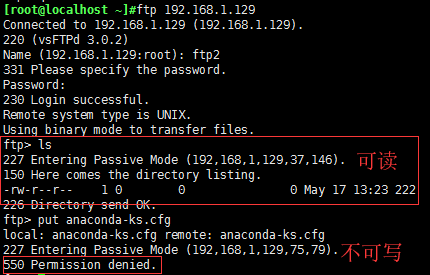 [root@localhost ~]#ftp 192.168.1.129
Connected to 192.168.1.129 (192.168.1.129).
220 (vsFTPd 3.0.2)
Name (192.168.1.129:root): ftp2
331 Please specify the password.
Password:
230 Login successful.
Remote system type is UNIX.
Using binary mode to transfer files.
ftp> ls
227 Entering Passive Mode (192,168,1,129,37,146). 可读
150 Here comes the directory listing.
-rw-r--r-- 1 0 0 0 May 17 13:23 222
226 Directory send OK.
ftp> put anaconda-ks.cfg
local: anaconda-ks.cfg remote: anaconda-ks.cfg
227 Entering Passive Mode (192,168,1,129,75,79). 不可写
550 Permission denied.